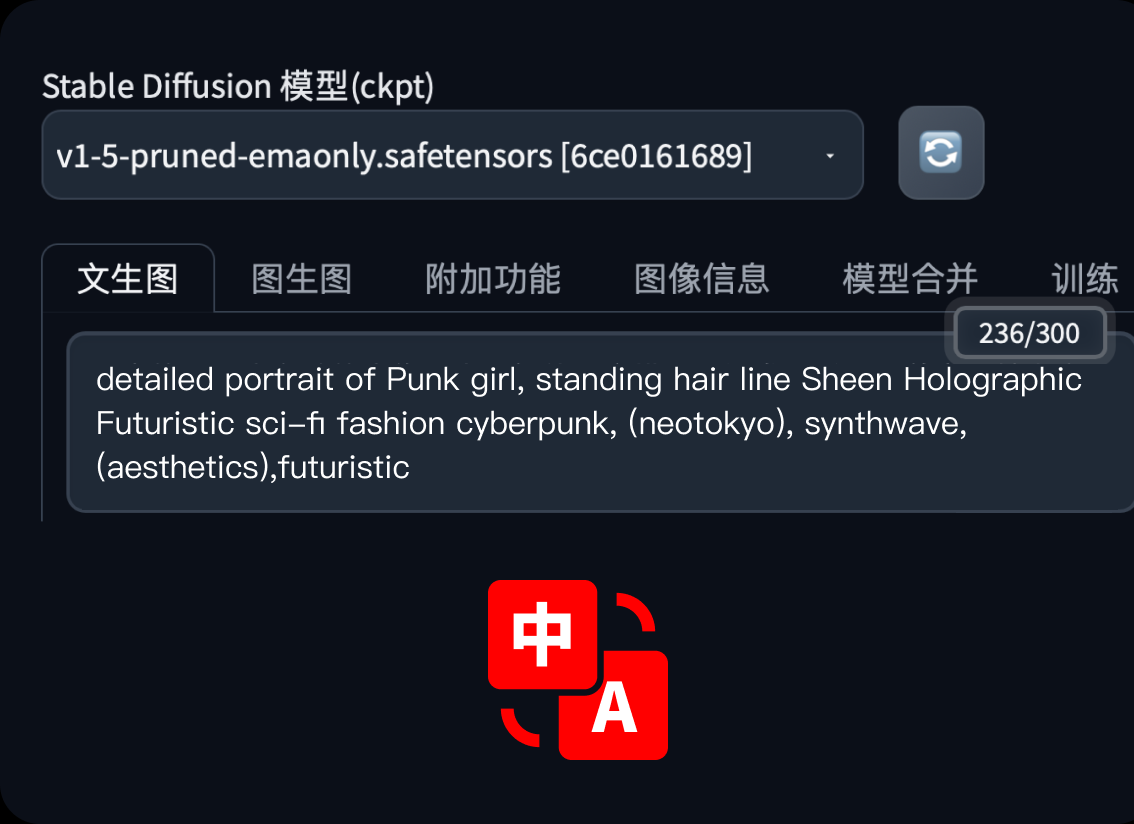 Stable Diffusion 模型(ckpt)
v1-5-pruned-emaonly.safetensors [6ce0161689]
文生图 图生图 附加功能 图像信息 模型合并 训练
236/300
detailed portrait of Punk girl, standing hair line Sheen Holographic
Futuristic sci-fi fashion cyberpunk, (neotokyo), synthwave,
(aesthetics),futuristic
中
A